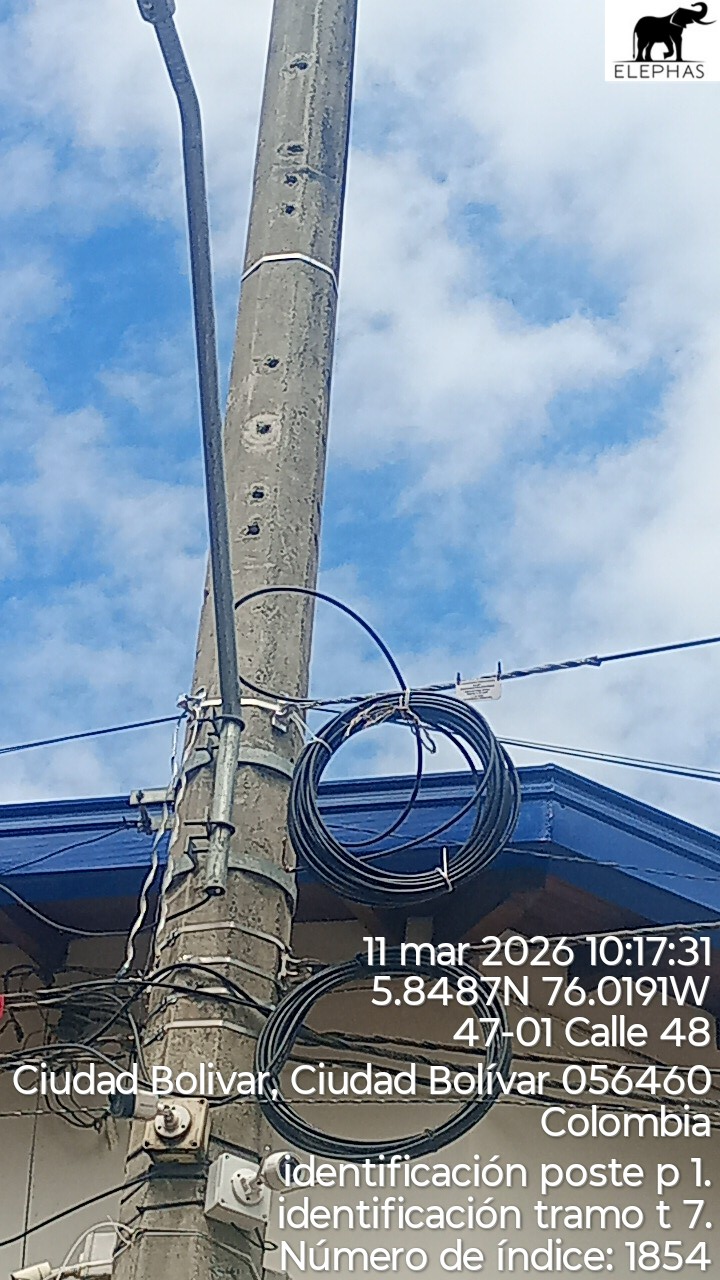 ELEPHAS
11 mar 2026 10:17:31
5.8487N 76.0191W
47-01 Calle 48
Ciudad Bolivar, Ciudad Bolívar 056460
Colombia
identificación poste p 1.
identificación tramo t 7.
Número de índice: 1854